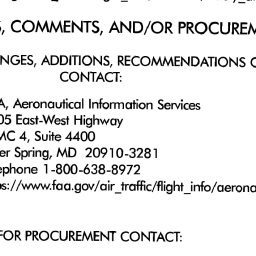 , COMMENTS, AND/OR PROCUREM
NGES, ADDITIONS, RECOMMENDATIONS
CONTACT:
A, Aeronautical Information Services
05 East-West Highway
MC 4, Suite 4400
er Spring, MD 20910-3281
ephone 1-800-638-8972
s://www.faa.gov/air_traffic/flight_info/aerona
FOR PROCUREMENT CONTACT: